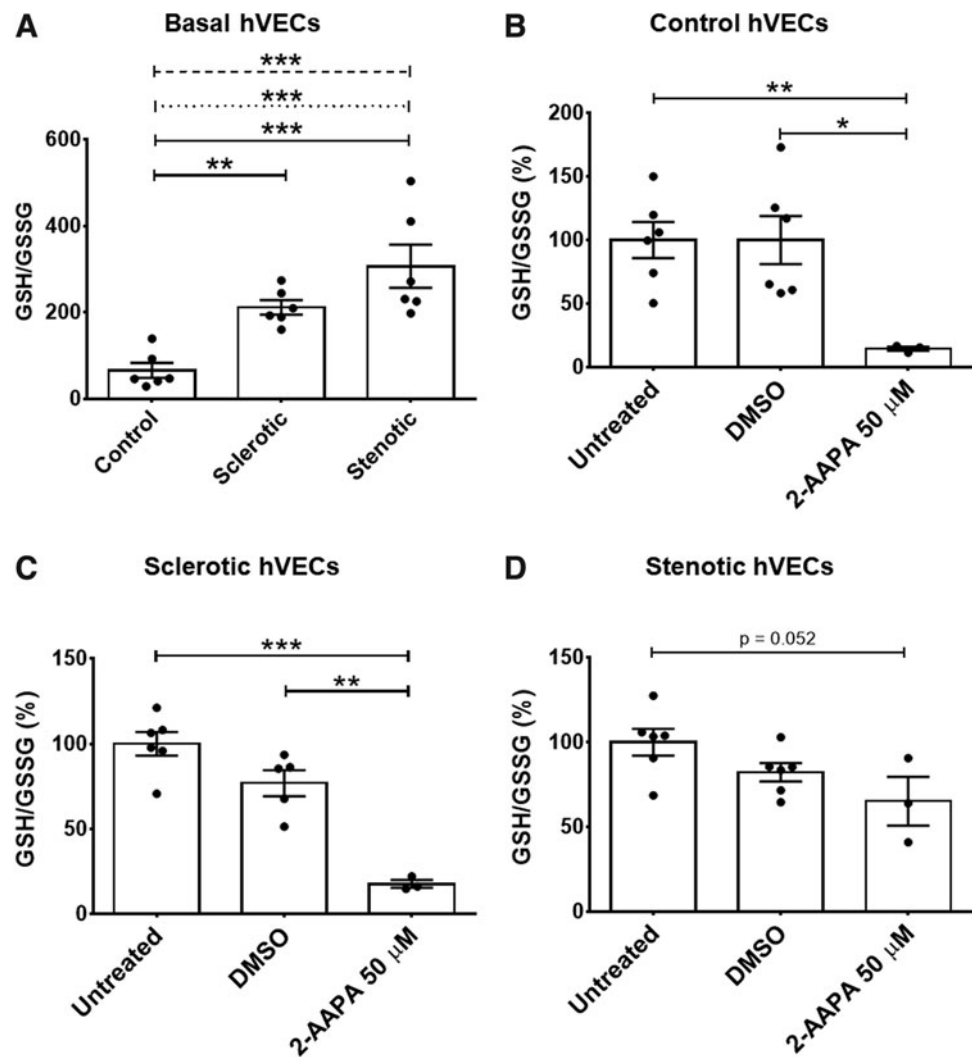 A
Basal hVECs
***
***
***
**
GSH/GSSG
600
400
200
0
Control
Sclerotic
Stenotic
B
Control hVECs
**
*
GSH/GSSG (%)
200
150
100
50
0
Untreated
DMSO
2-AAPA 50 μM
C
Sclerotic hVECs
***
**
GSH/GSSG (%)
150
100
50
0
Untreated
DMSO
2-AAPA 50 μM
D
Stenotic hVECs
p = 0.052
GSH/GSSG (%)
150
100
50
0
Untreated
DMSO
2-AAPA 50 μM